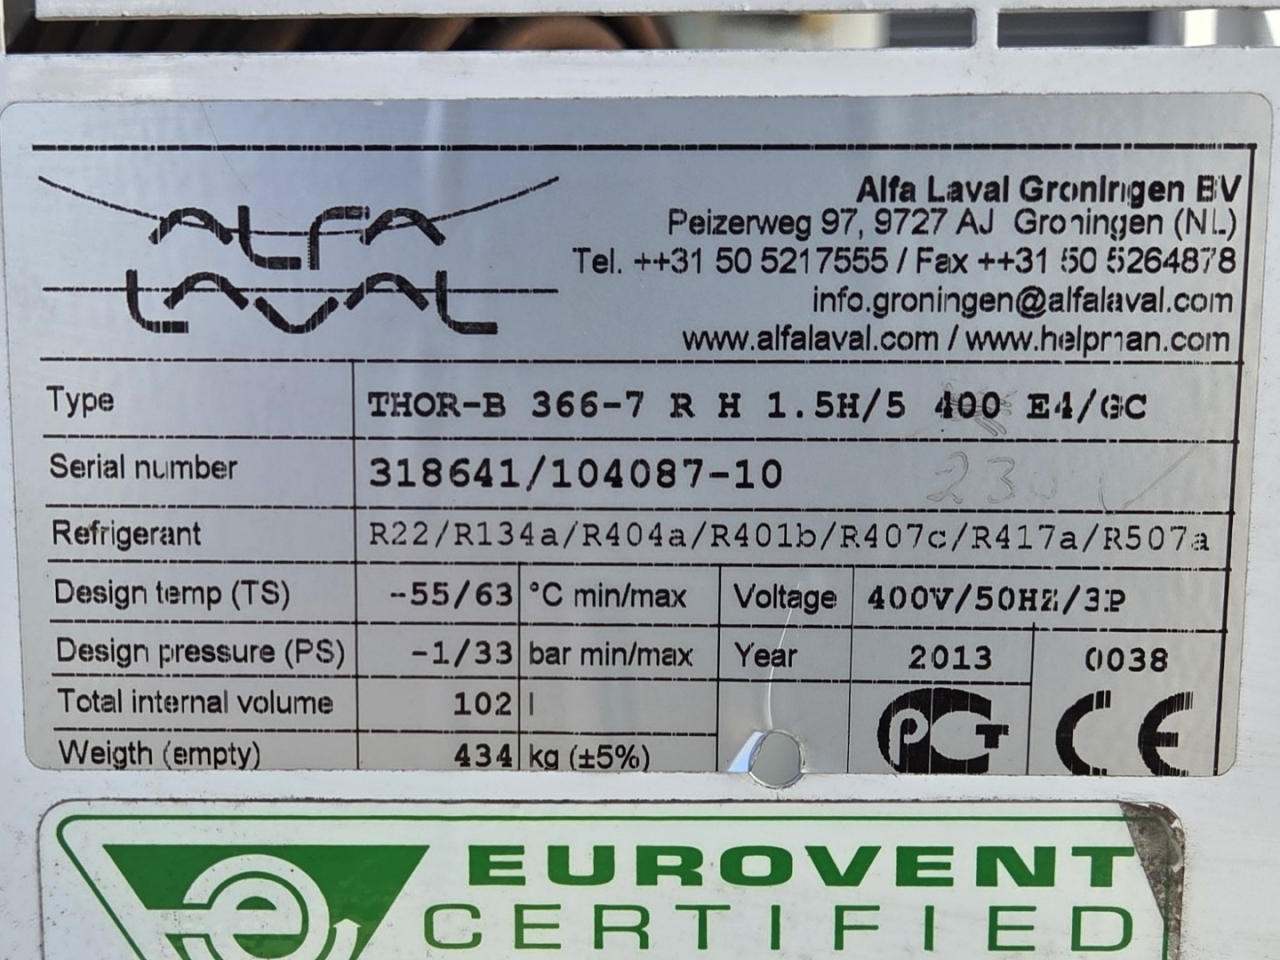 ALFA
LAVAL
Alfa Laval Groningen BV
Peizerweg 97, 9727 AJ Groningen (NL)
Tel. ++31 50 5217555 / Fax ++31 50 5264878
info.groningen@alfalaval.com
www.alfalaval.com / www.helpman.com
Type THOR-B 366-7 R H 1.5H/5 400 E4/GC
Serial number 318641/104087-10
Refrigerant R22/R134a/R404a/R401b/R407c/R417a/R507a
Design temp (TS) -55/63 °C min/max Voltage 400V/50HZ/3P
Design pressure (PS) -1/33 bar min/max Year 2013 0038
Total internal volume 102 l
Weigth (empty) 434 kg (±5%)
PCT CE
EUROVENT
CERTIFIED